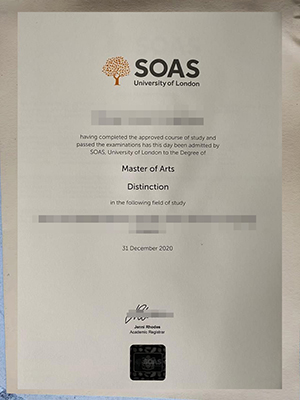 SOAS
University of London
having completed the approved course of study and
passed the examinations has this day been admitted by
SOAS, University of London to the Degree of
Master of Arts
Distinction
in the following field of study
31 December 2020
Jenni Rhodes
Academic Registrar